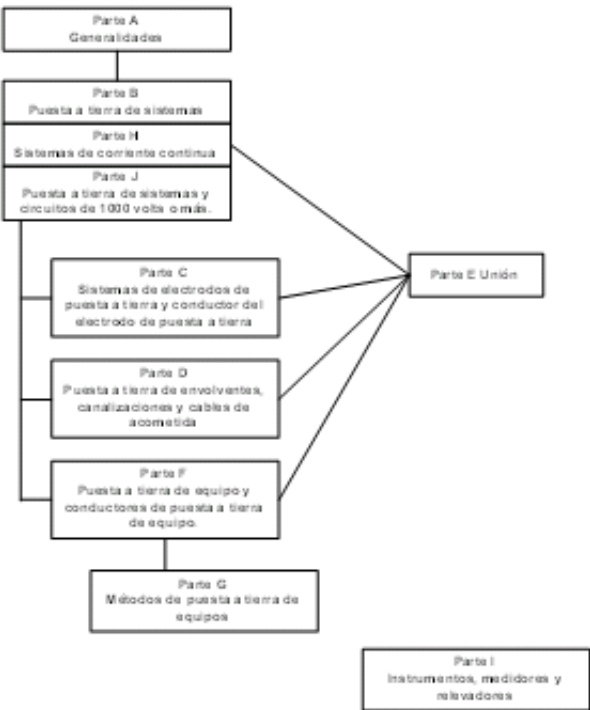 Parte A
Generalidades
Parte B
Puesta a tierra de sistemas
Parte H
Sistemas de corriente continua
Parte J
Puesta a tierra de sistemas y
circuitos de 1000 volts o más.
Parte C
Sistemas de electrodos de
puesta a tierra y conductor del
electrodo de puesta a tierra
Parte E Unión
Parte D
Puesta a tierra de envolventes,
canalizaciones y cables de
acometida
Parte F
Puesta a tierra de equipo y
conductores de puesta a tierra
de equipo.
Parte G
Métodos de puesta a tierra de
equipos
Parte I
Instrumentos, medidores y
relevadores